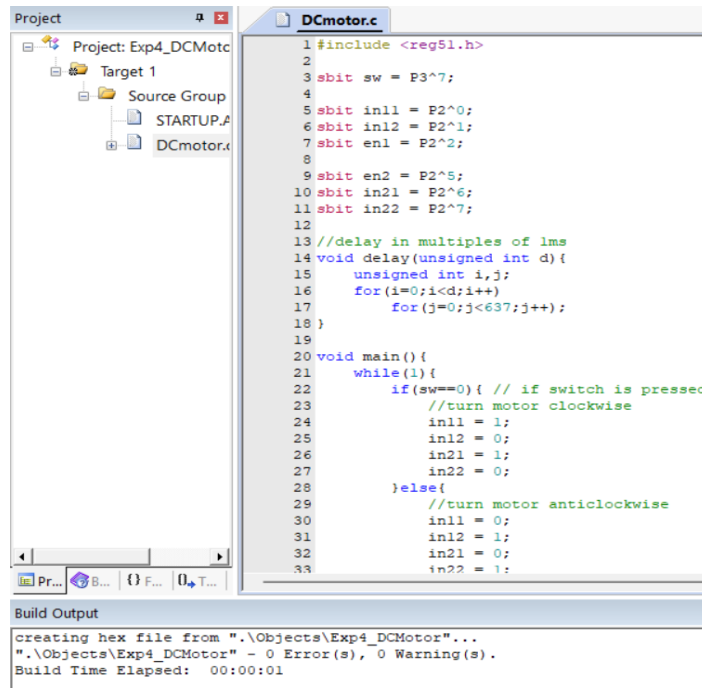 Project
Project: Exp4_DCMotc
Target 1
Source Group
STARTUP.A
DCmotor.c
Pr...
B...
{} F...
0→ T...
DCmotor.c
1 #include <reg51.h>
2
3 sbit sw = P3^7;
4
5 sbit in11 = P2^0;
6 sbit in12 = P2^1;
7 sbit en1 = P2^2;
8
9 sbit en2 = P2^5;
10 sbit in21 = P2^6;
11 sbit in22 = P2^7;
12
13 //delay in multiples of 1ms
14 void delay(unsigned int d){
15 unsigned int i,j;
16 for(i=0;i<d;i++)
17 for(j=0;j<637;j++);
18 }
19
20 void main(){
21 while(1){
22 if(sw==0){ // if switch is pressed
23 //turn motor clockwise
24 in11 = 1;
25 in12 = 0;
26 in21 = 1;
27 in22 = 0;
28 }else{
29 //turn motor anticlockwise
30 in11 = 0;
31 in12 = 1;
32 in21 = 0;
33 in22 = 1;
Build Output
creating hex file from ".\Objects\Exp4_DCMotor"...
".\Objects\Exp4_DCMotor" - 0 Error(s), 0 Warning(s).
Build Time Elapsed: 00:00:01